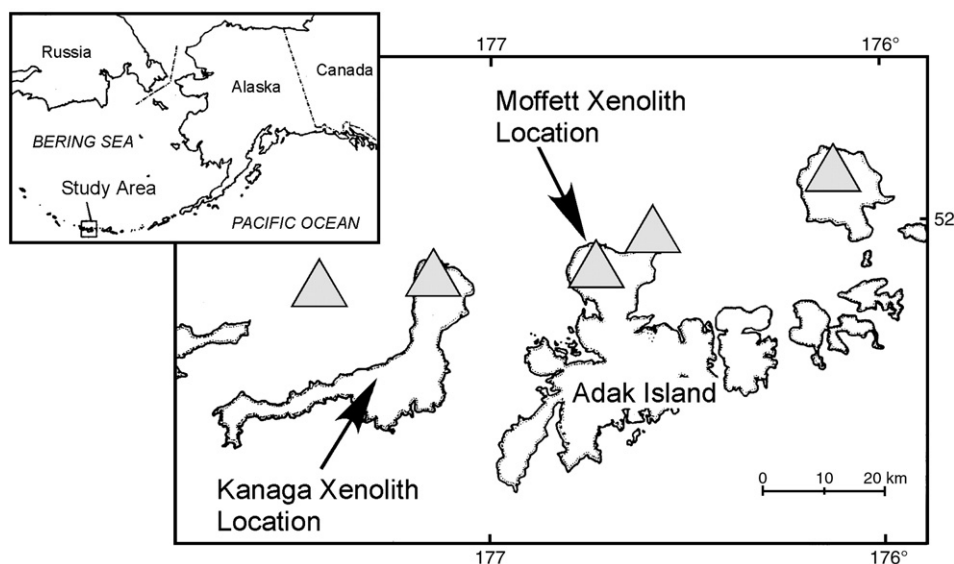 Russia
Canada
Alaska
BERING SEA
Study Area
PACIFIC OCEAN
177
176°
Moffett Xenolith
Location
52
Adak Island
Kanaga Xenolith
Location
0 10 20 km
177
176°